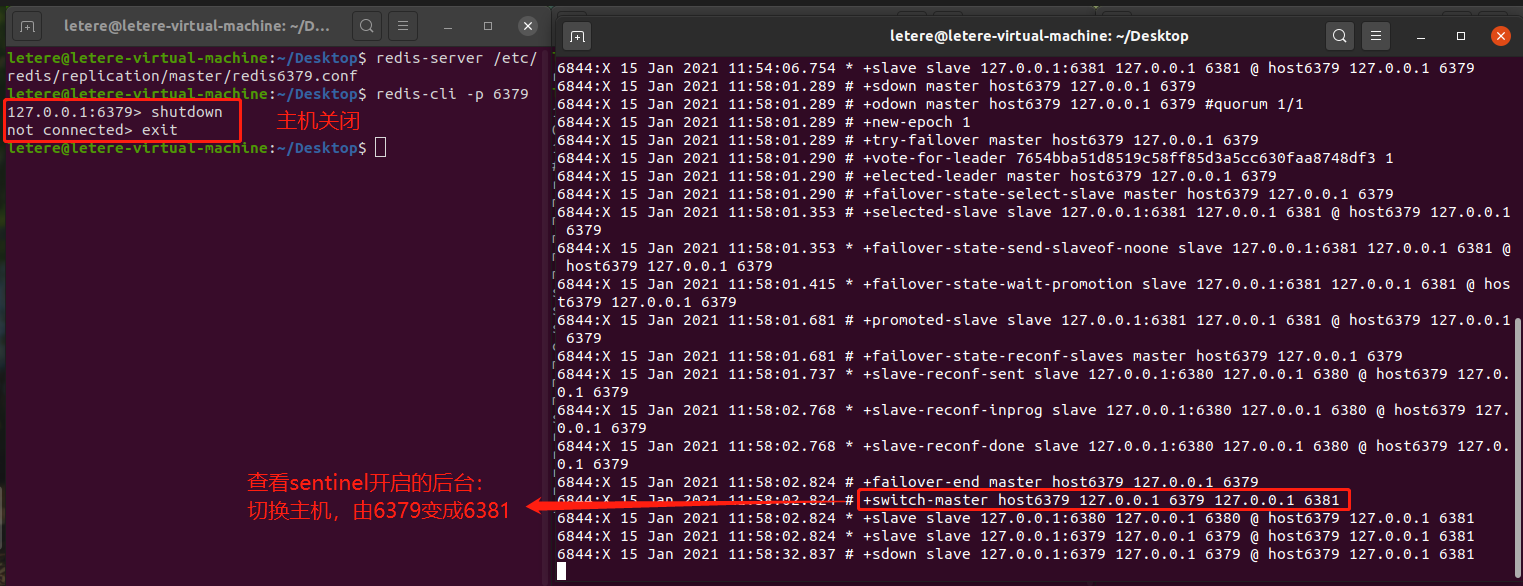 letere@letere-virtual-machine: ~/D...
letere@letere-virtual-machine:~/Desktop$ redis-server /etc/
redis/replication/master/redis6379.conf
letere@letere-virtual-machine:~/Desktop$ redis-cli -p 6379
127.0.0.1:6379> shutdown
not connected> exit
主机关闭
letere@letere-virtual-machine:~/Desktop$
查看sentinel开启的后台:
切换主机，由6379变成6381
letere@letere-virtual-machine: ~/Desktop
6844:X 15 Jan 2021 11:54:06.754 * +slave slave 127.0.0.1:6381 127.0.0.1 6381 @ host6379 127.0.0.1 6379
6844:X 15 Jan 2021 11:58:01.289 # +sdown master host6379 127.0.0.1 6379
6844:X 15 Jan 2021 11:58:01.289 # +odown master host6379 127.0.0.1 6379 #quorum 1/1
6844:X 15 Jan 2021 11:58:01.289 # +new-epoch 1
6844:X 15 Jan 2021 11:58:01.289 # +try-failover master host6379 127.0.0.1 6379
6844:X 15 Jan 2021 11:58:01.290 # +vote-for-leader 7654bba51d8519c58ff85d3a5cc630faa8748df3 1
6844:X 15 Jan 2021 11:58:01.290 # +elected-leader master host6379 127.0.0.1 6379
6844:X 15 Jan 2021 11:58:01.290 # +failover-state-select-slave master host6379 127.0.0.1 6379
6844:X 15 Jan 2021 11:58:01.353 # +selected-slave slave 127.0.0.1:6381 127.0.0.1 6381 @ host6379 127.0.0.1
6379
6844:X 15 Jan 2021 11:58:01.353 * +failover-state-send-slaveof-noone slave 127.0.0.1:6381 127.0.0.1 6381 @
host6379 127.0.0.1 6379
6844:X 15 Jan 2021 11:58:01.415 * +failover-state-wait-promotion slave 127.0.0.1:6381 127.0.0.1 6381 @ hos
t6379 127.0.0.1 6379
6844:X 15 Jan 2021 11:58:01.681 # +promoted-slave slave 127.0.0.1:6381 127.0.0.1 6381 @ host6379 127.0.0.1
6379
6844:X 15 Jan 2021 11:58:01.681 # +failover-state-reconf-slaves master host6379 127.0.0.1 6379
6844:X 15 Jan 2021 11:58:01.737 * +slave-reconf-sent slave 127.0.0.1:6380 127.0.0.1 6380 @ host6379 127.0.
0.1 6379
6844:X 15 Jan 2021 11:58:02.768 * +slave-reconf-inprog slave 127.0.0.1:6380 127.0.0.1 6380 @ host6379 127.
0.0.1 6379
6844:X 15 Jan 2021 11:58:02.768 * +slave-reconf-done slave 127.0.0.1:6380 127.0.0.1 6380 @ host6379 127.0.
0.1 6379
6844:X 15 Jan 2021 11:58:02.824 # +failover-end master host6379 127.0.0.1 6379
6844:X 15 Jan 2021 11:58:02.824 # +switch-master host6379 127.0.0.1 6379 127.0.0.1 6381
6844:X 15 Jan 2021 11:58:02.824 * +slave slave 127.0.0.1:6380 127.0.0.1 6380 @ host6379 127.0.0.1 6381
6844:X 15 Jan 2021 11:58:02.824 * +slave slave 127.0.0.1:6379 127.0.0.1 6379 @ host6379 127.0.0.1 6381
6844:X 15 Jan 2021 11:58:32.837 # +sdown slave 127.0.0.1:6379 127.0.0.1 6379 @ host6379 127.0.0.1 6381